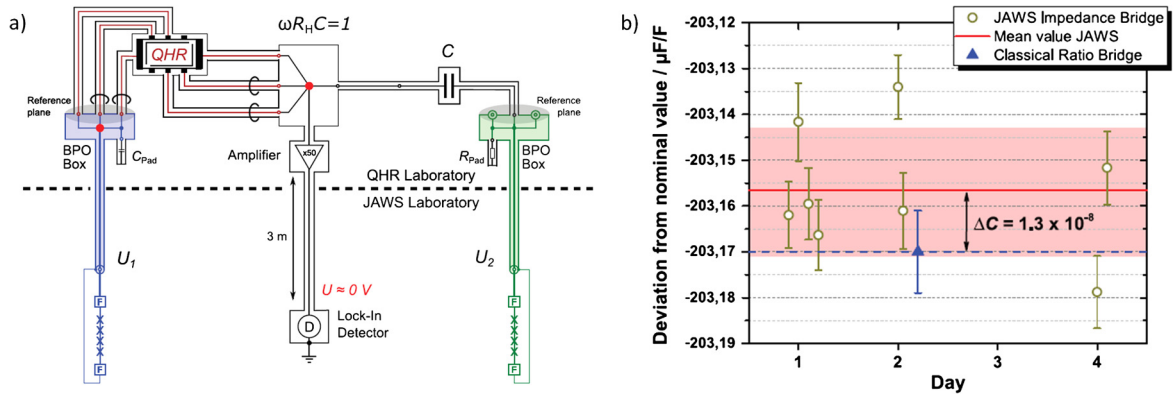 a)
ωRHC=1
QHR
C
Reference
plane
Reference
plane
BPO
Box
CPad
Amplifier
x50
RPad
BPO
Box
QHR Laboratory
JAWS Laboratory
3 m
U1
U2
U ≈ 0 V
F
F
D
Lock-In
Detector
F
F
b)
Deviation from nominal value / µF/F
-203,12
-203,13
-203,14
-203,15
-203,16
-203,17
-203,18
-203,19
JAWS Impedance Bridge
Mean value JAWS
Classical Ratio Bridge
ΔC = 1.3 x 10-8
1 2 3 4
Day